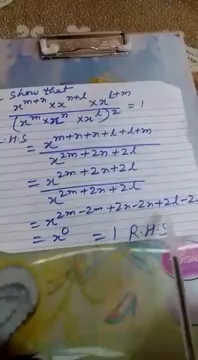 Show that
x^{m+n} × x^{n+l} × x^{l+m} / (x^m × x^n × x^l)^2 = 1
L.H.S
= x^{m+n+n+l+l+m} / x^{2m+2n+2l}
= x^{2m+2n+2l} / x^{2m+2n+2l}
= x^{2m-2m+2n-2n+2l-2
= x^0 = 1 R.H.S